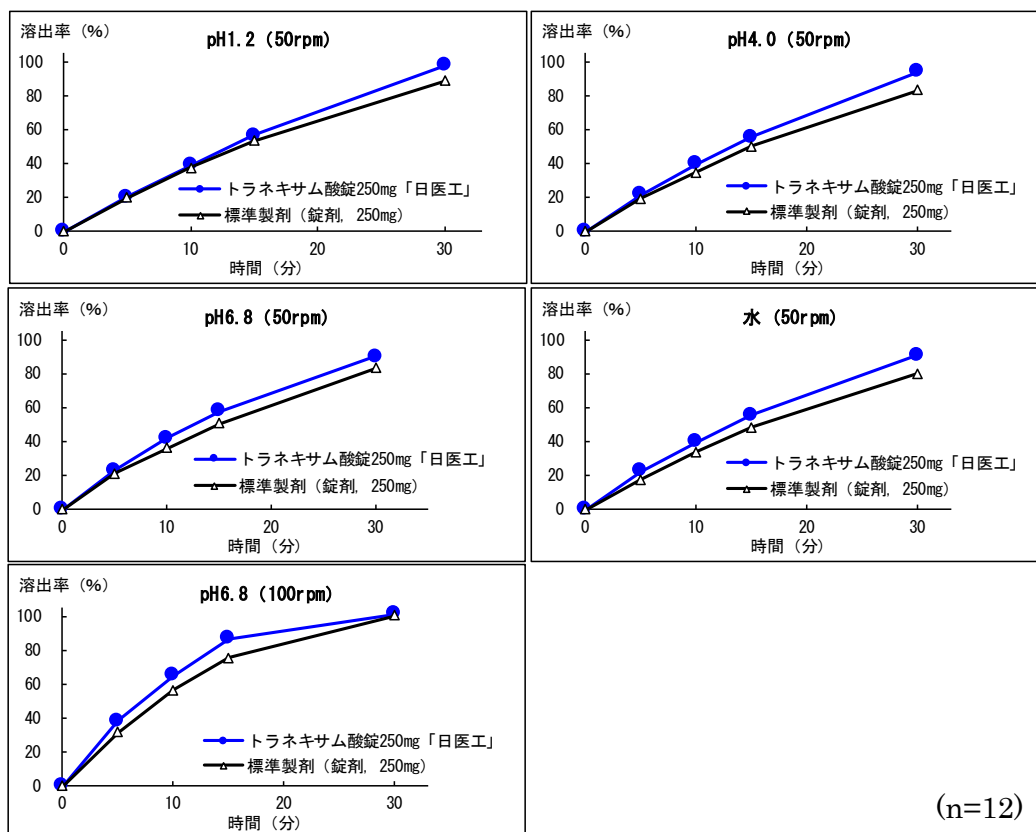 溶出率（%）
pH1.2（50rpm）
100
80
60
40
20
0
トラネキサム酸錠250mg「日医工」
標準製剤（錠剤, 250mg）
0 10 20 30
時間（分）
溶出率（%）
pH4.0（50rpm）
100
80
60
40
20
0
トラネキサム酸錠250mg「日医工」
標準製剤（錠剤, 250mg）
0 10 20 30
時間（分）
溶出率（%）
pH6.8（50rpm）
100
80
60
40
20
0
トラネキサム酸錠250mg「日医工」
標準製剤（錠剤, 250mg）
0 10 20 30
時間（分）
溶出率（%）
水（50rpm）
100
80
60
40
20
0
トラネキサム酸錠250mg「日医工」
標準製剤（錠剤, 250mg）
0 10 20 30
時間（分）
溶出率（%）
pH6.8（100rpm）
100
80
60
40
20
0
トラネキサム酸錠250mg「日医工」
標準製剤（錠剤, 250mg）
0 10 20 30
時間（分）
(n=12)